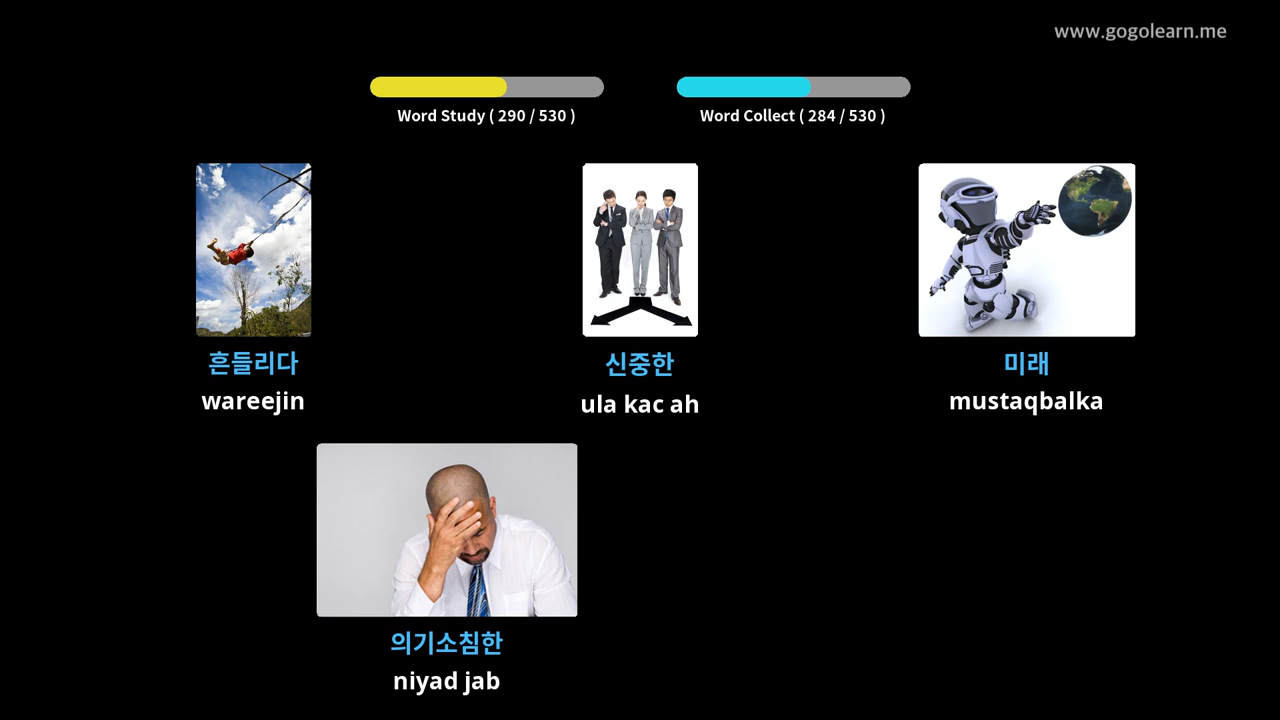 www.gogolearn.me
Word Study ( 290 / 530 )
Word Collect ( 284 / 530 )
흔들리다
wareejin
신중한
ula kac ah
미래
mustaqbalka
의기소침한
niyad jab